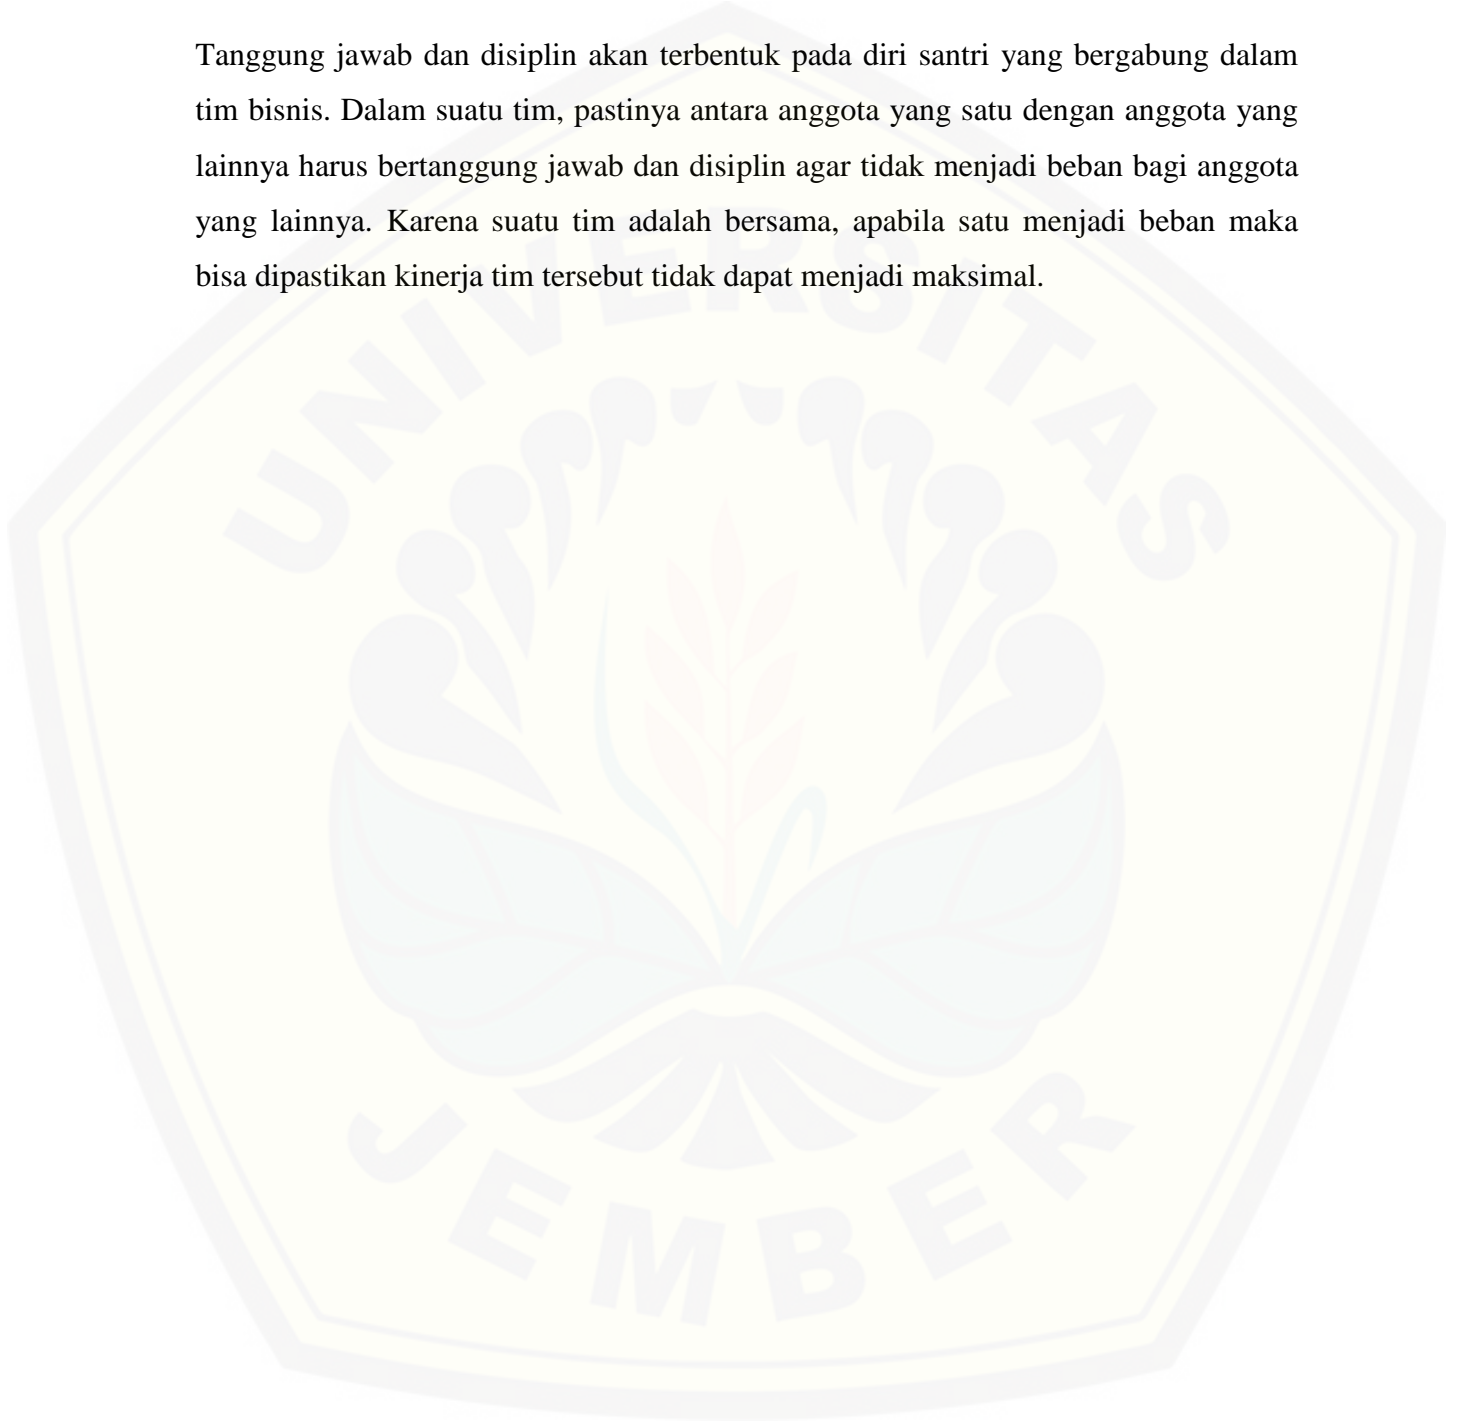 Tanggung jawab dan disiplin akan terbentuk pada diri santri yang bergabung dalam
tim bisnis. Dalam suatu tim, pastinya antara anggota yang satu dengan anggota yang
lainnya harus bertanggung jawab dan disiplin agar tidak menjadi beban bagi anggota
yang lainnya. Karena suatu tim adalah bersama, apabila satu menjadi beban maka
bisa dipastikan kinerja tim tersebut tidak dapat menjadi maksimal.
UNIVERSITAS
JEMBER